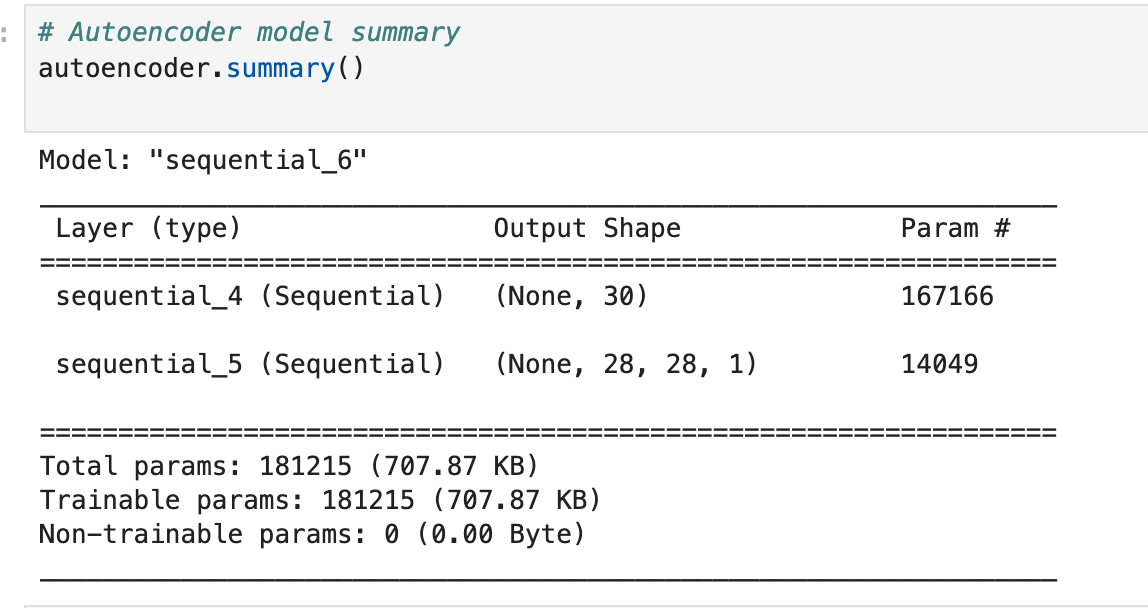 :
# Autoencoder model summary
autoencoder.summary()
Model: "sequential_6"
_________________________________________________________________
Layer (type)                Output Shape              Param #
=================================================================
sequential_4 (Sequential)   (None, 30)                167166
sequential_5 (Sequential)   (None, 28, 28, 1)         14049
=================================================================
Total params: 181215 (707.87 KB)
Trainable params: 181215 (707.87 KB)
Non-trainable params: 0 (0.00 Byte)
_________________________________________________________________